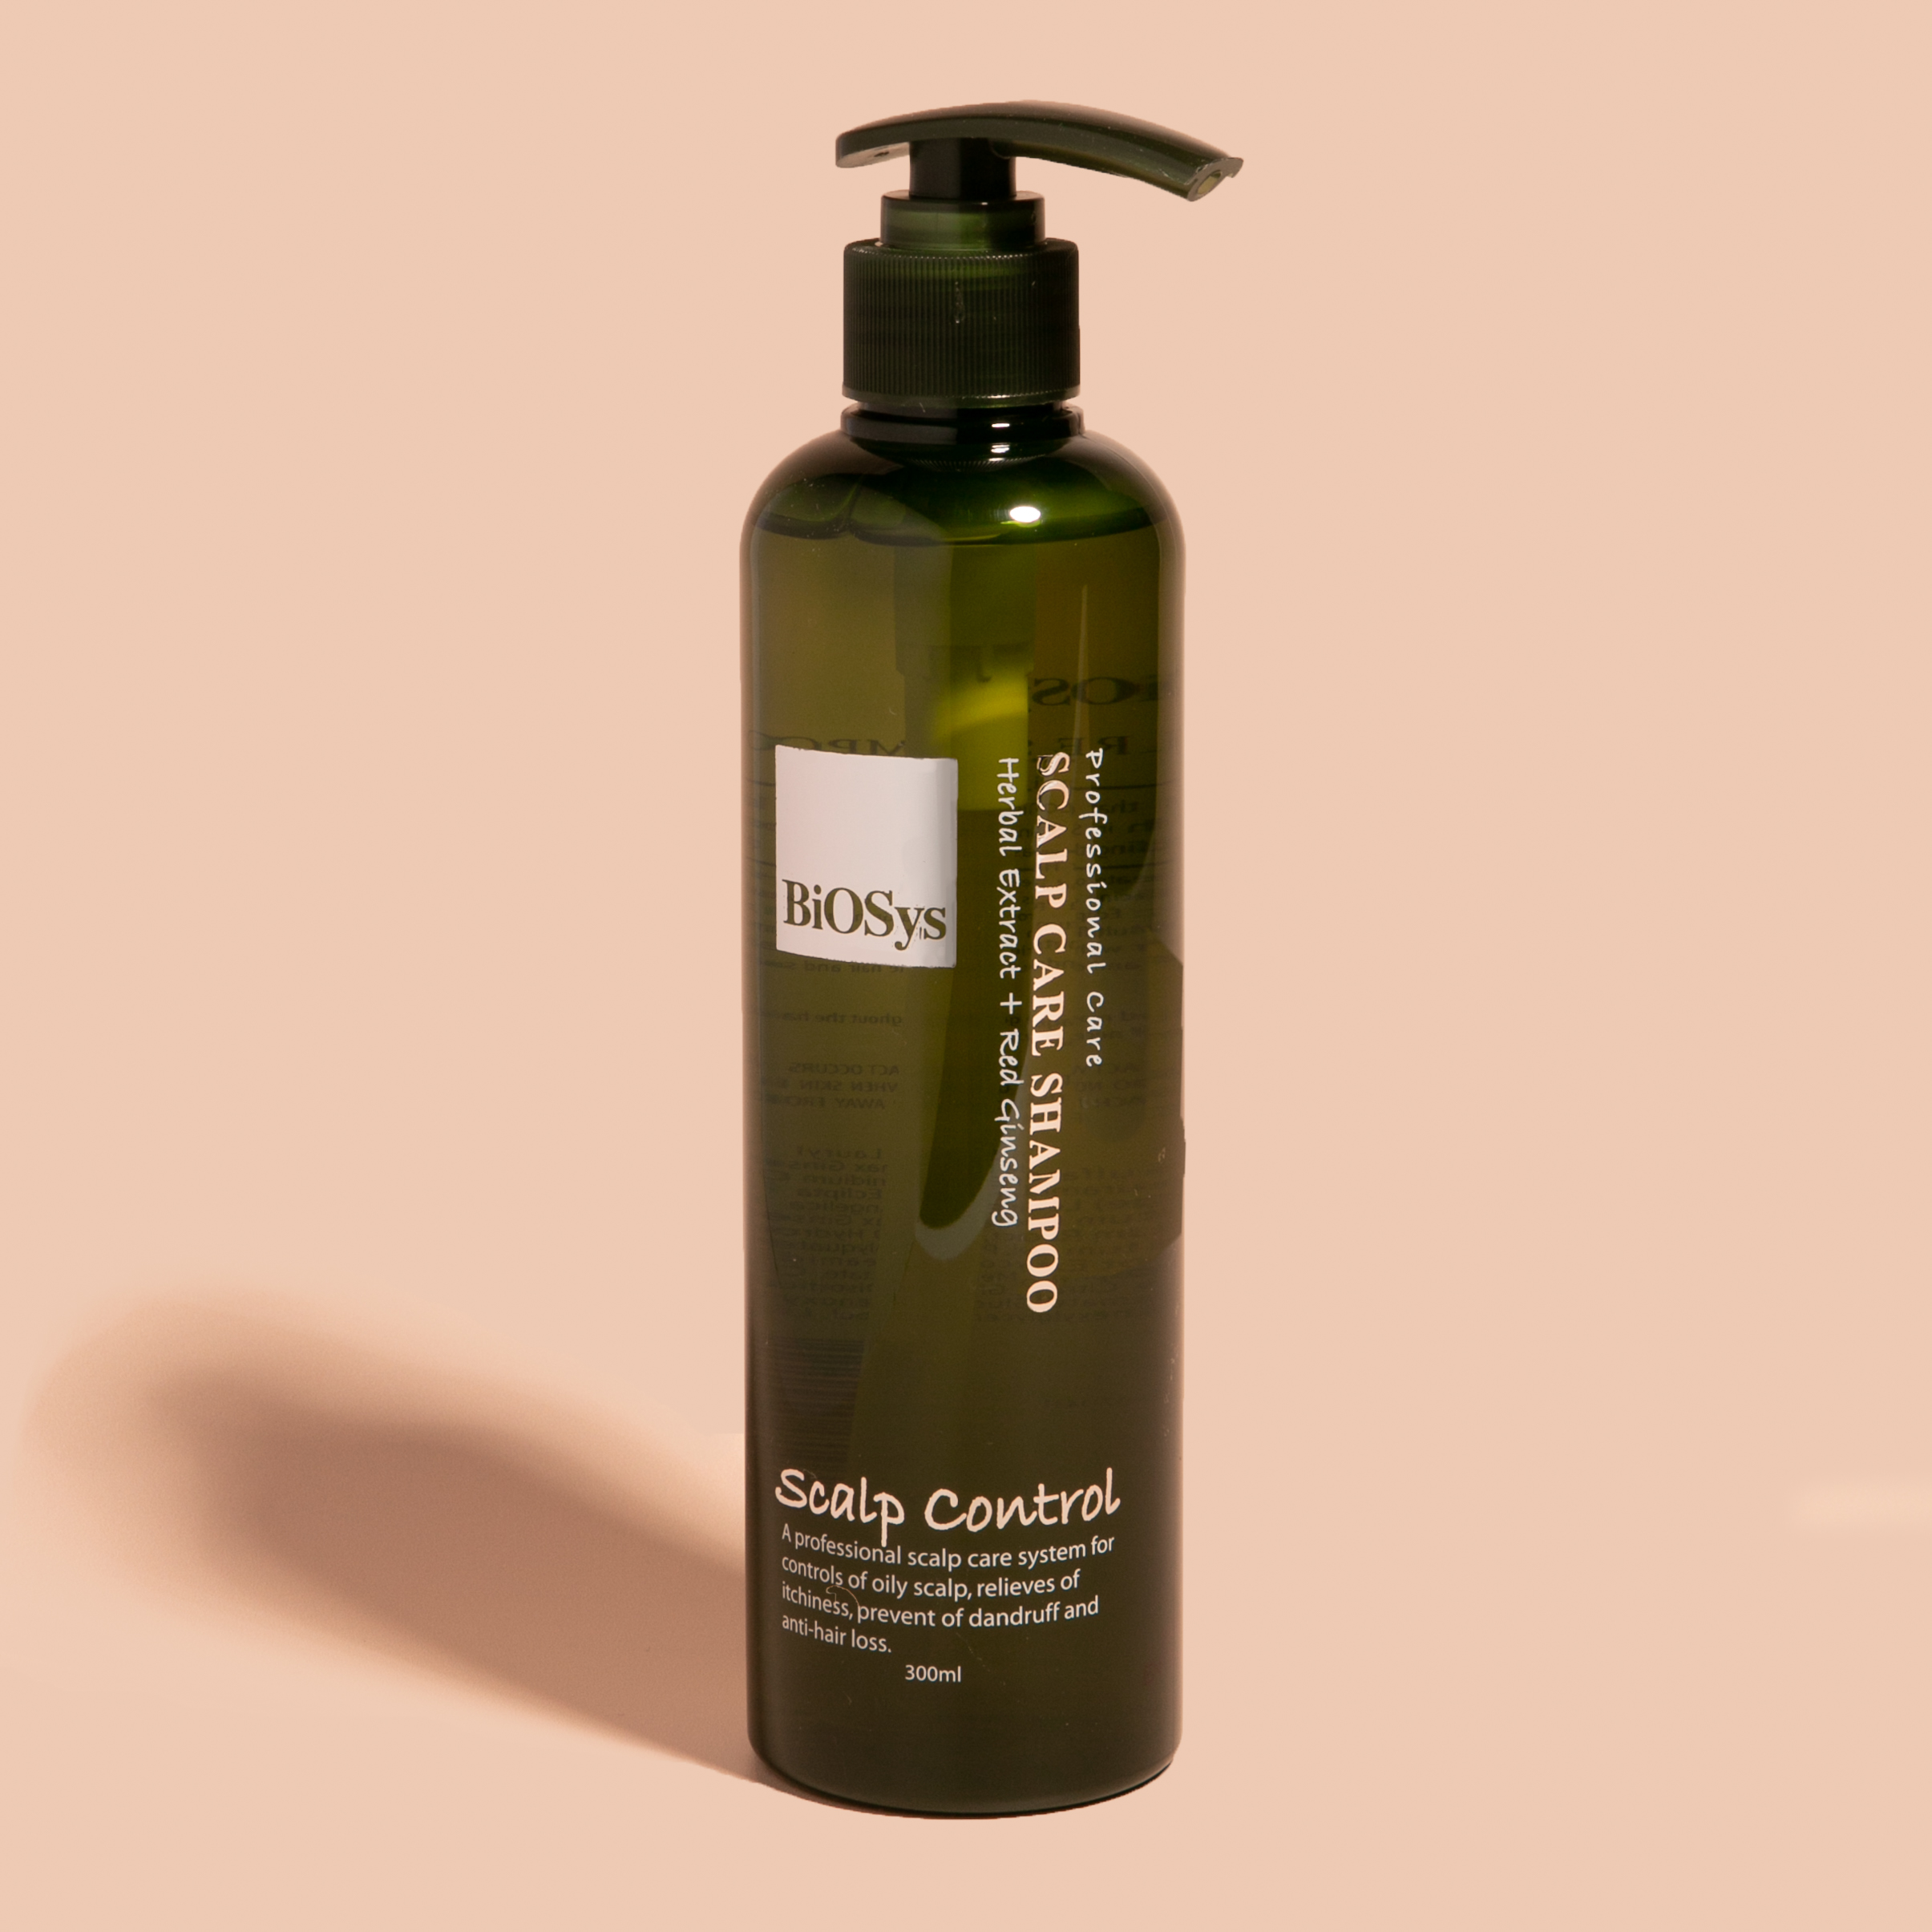 BiOSys
Professional Care
SCALP CARE SHAMPOO
Herbal Extract + Red Ginseng
Scalp Control
A professional scalp care system for
controls of oily scalp, relieves of
itchiness, prevent of dandruff and
anti-hair loss.
300ml